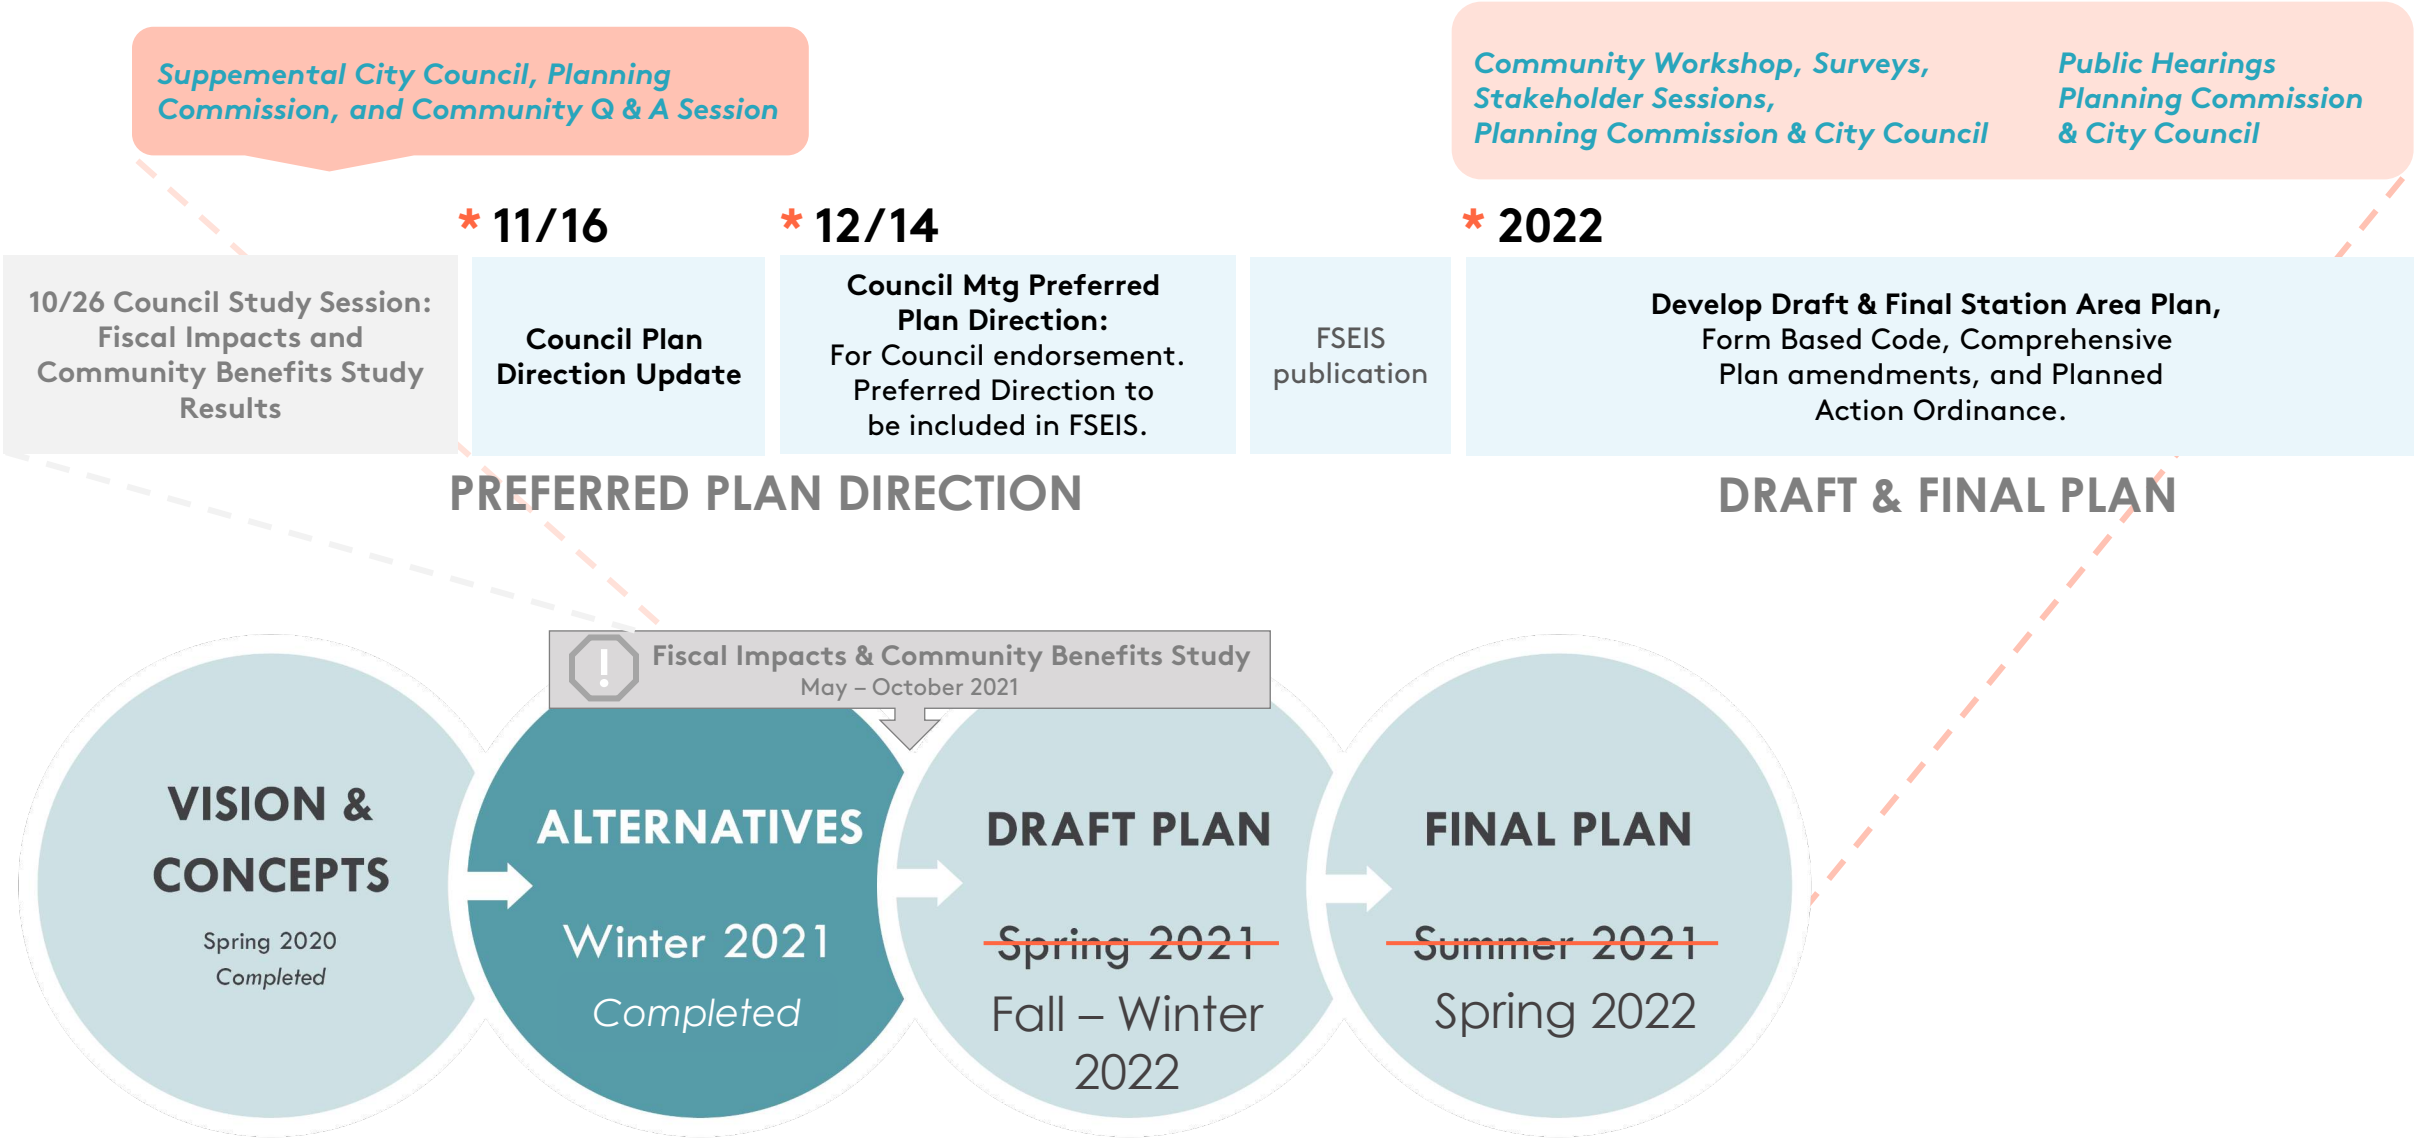 Suppemental City Council, Planning
Commission, and Community Q & A Session
Community Workshop, Surveys,
Stakeholder Sessions,
Planning Commission & City Council
Public Hearings
Planning Commission
& City Council
* 11/16
* 12/14
* 2022
10/26 Council Study Session:
Fiscal Impacts and
Community Benefits Study
Results
Council Plan
Direction Update
Council Mtg Preferred
Plan Direction:
For Council endorsement.
Preferred Direction to
be included in FSEIS.
FSEIS
publication
Develop Draft & Final Station Area Plan,
Form Based Code, Comprehensive
Plan amendments, and Planned
Action Ordinance.
PREFERRED PLAN DIRECTION
DRAFT & FINAL PLAN
!
Fiscal Impacts & Community Benefits Study
May – October 2021
VISION &
CONCEPTS
Spring 2020
Completed
ALTERNATIVES
Winter 2021
Completed
DRAFT PLAN
Spring 2021
Fall – Winter
2022
FINAL PLAN
Summer 2021
Spring 2022